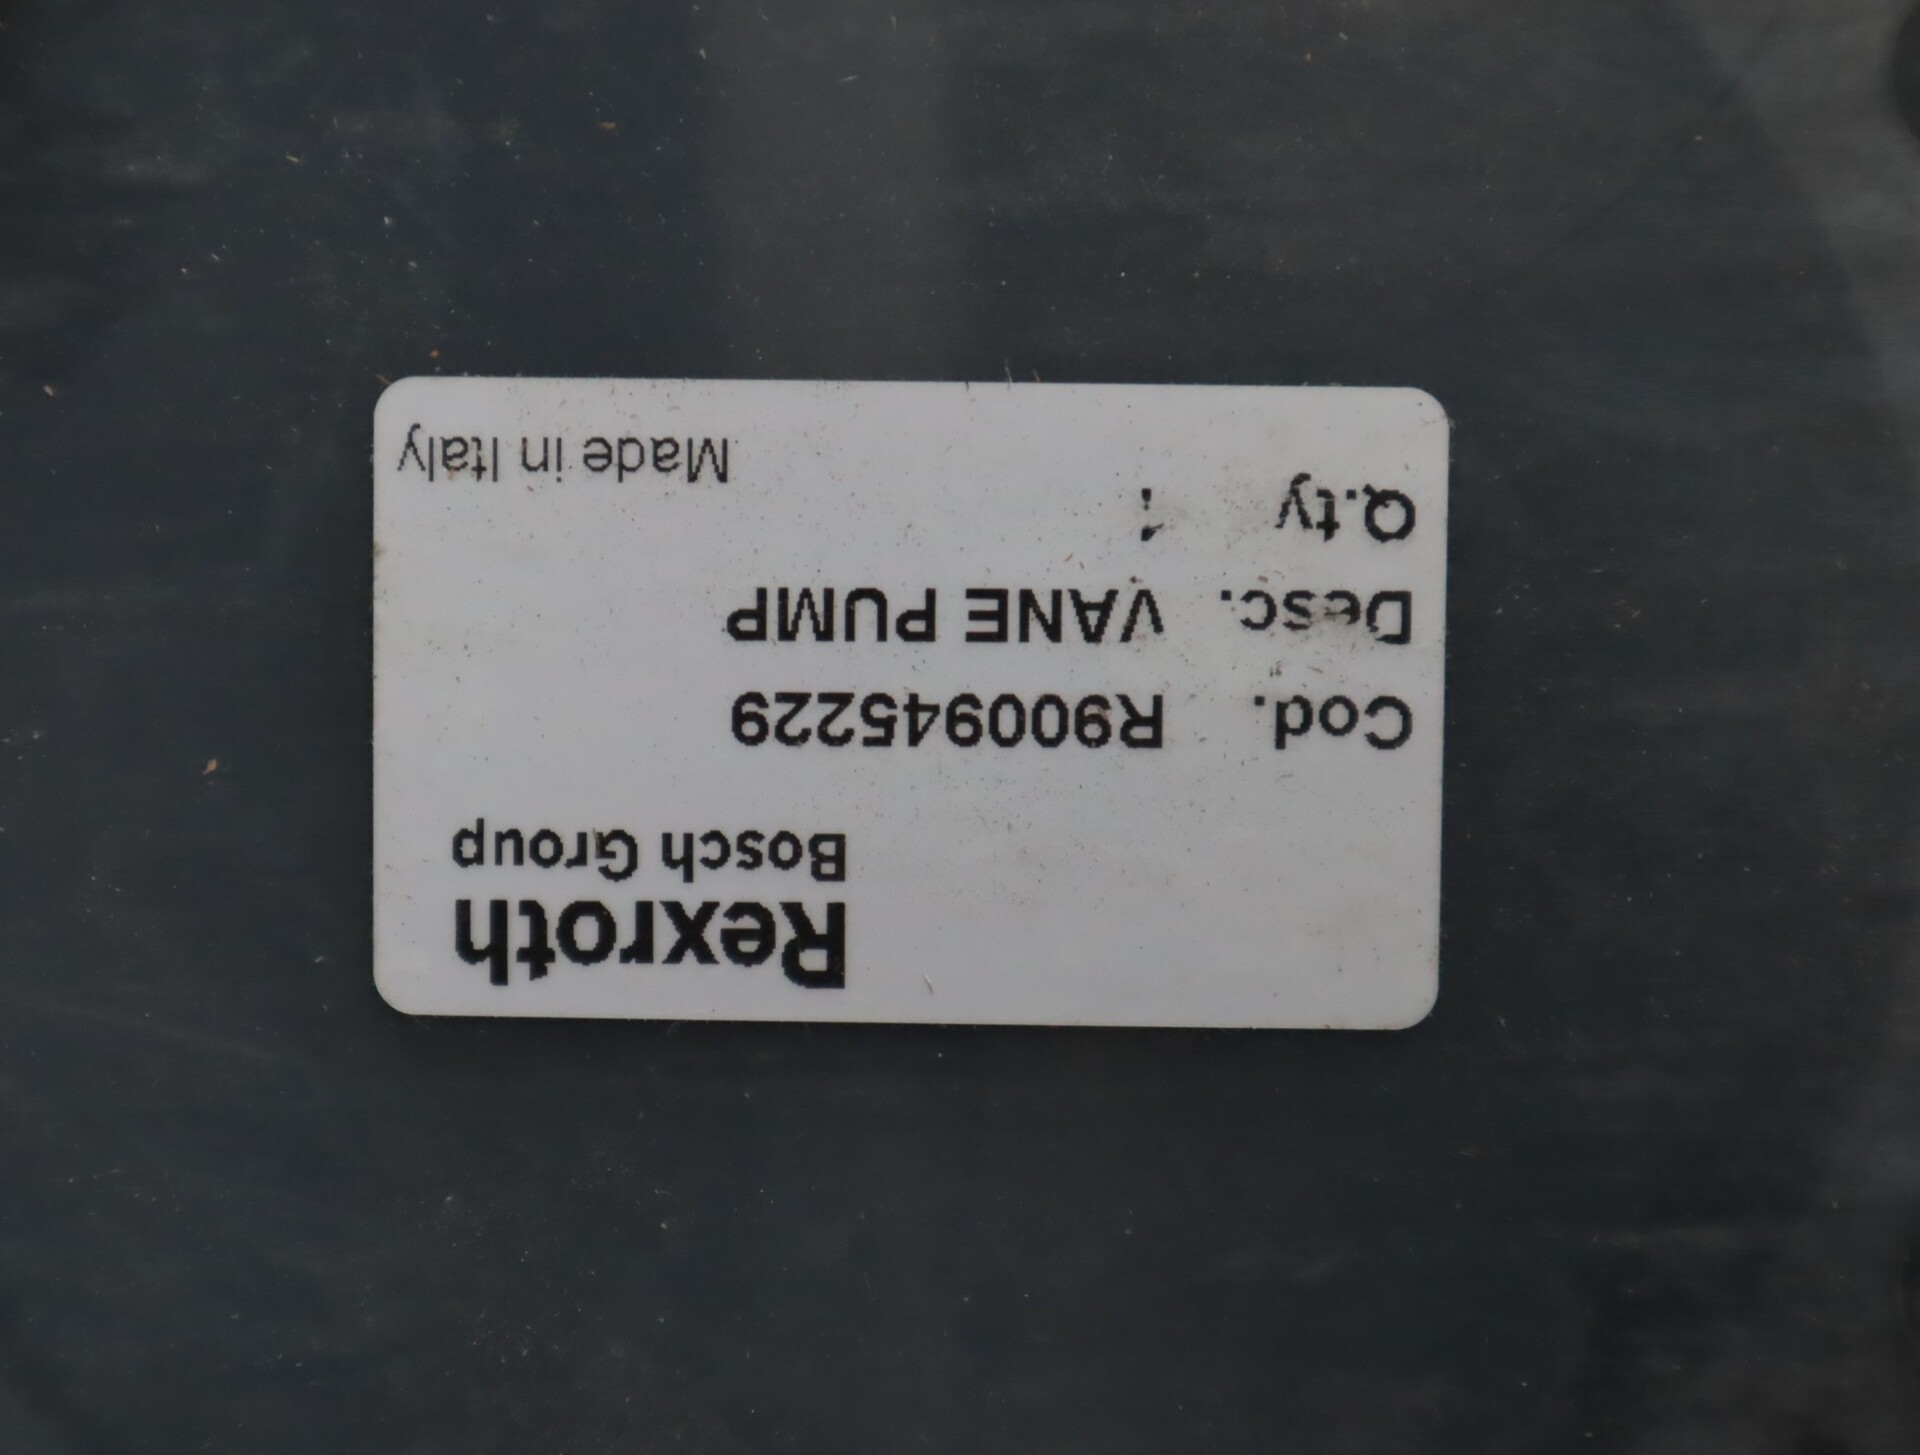 Rexroth
Bosch Group
Cod. R900945229
Desc. VANE PUMP
Q.ty 1
Made in Italy